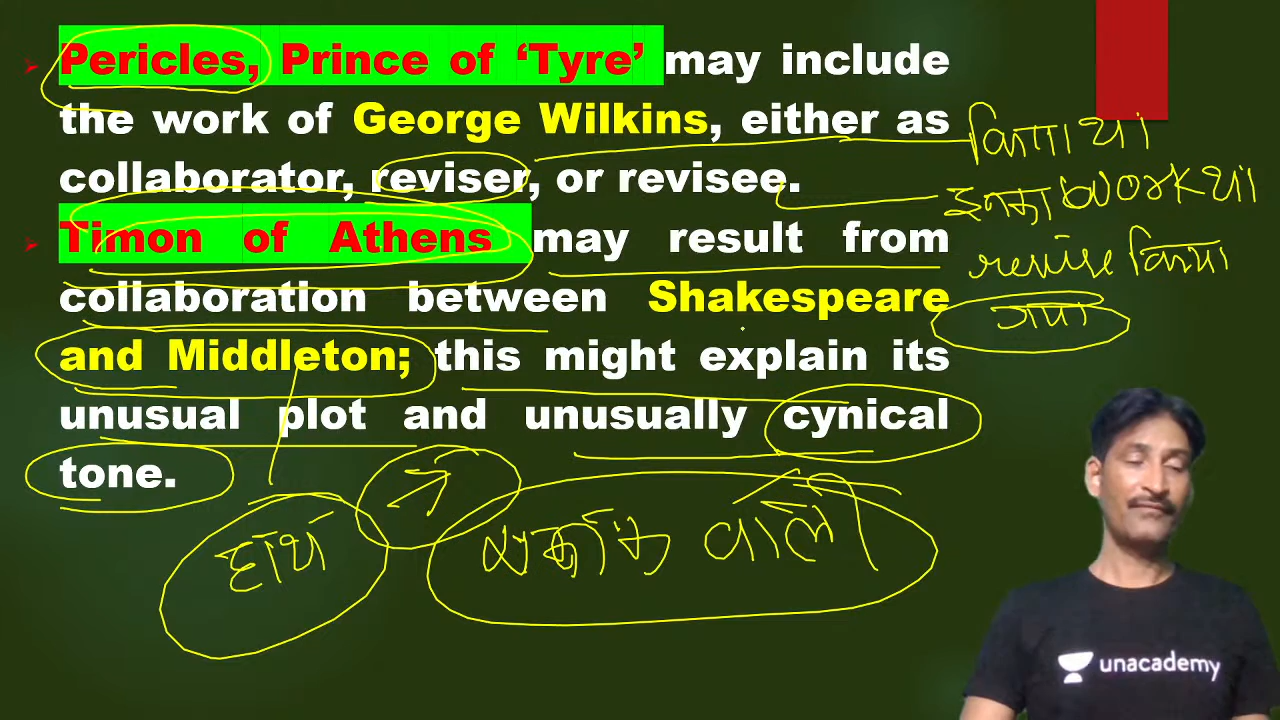 Pericles, Prince of ‘Tyre’ may include
the work of George Wilkins, either as
collaborator, reviser, or revisee.
Timon of Athens may result from
collaboration between Shakespeare
and Middleton; this might explain its
unusual plot and unusually cynical
tone.
किया था।
इनका work था।
revise किया
गया
हाथ
unacademy